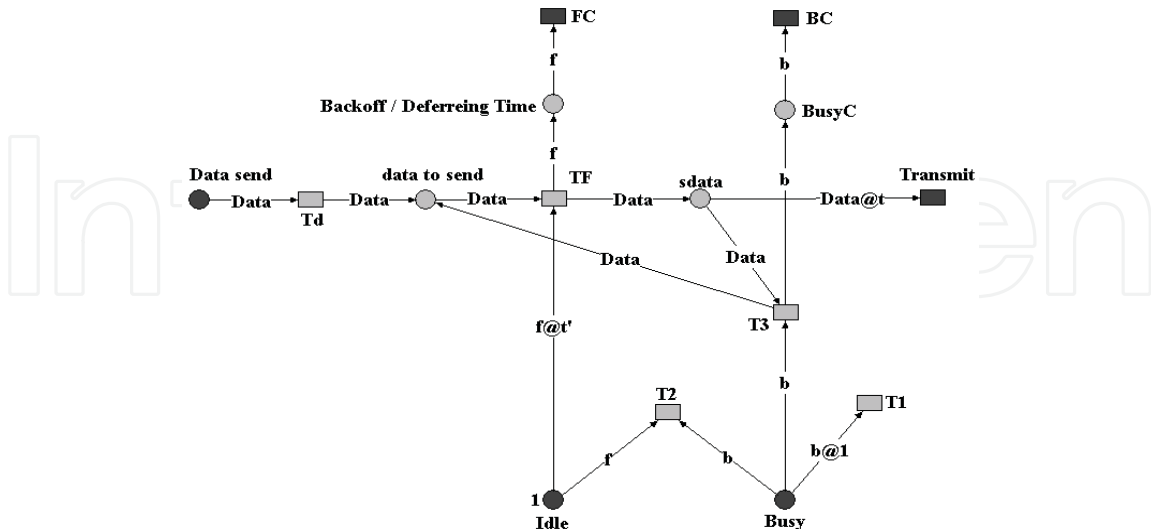 FC
BC
f
b
Backoff / Deferreing Time
BusyC
f
b
Data send
data to send
TF
sdata
Transmit
Data
Data
Data
Data
Data@t
Td
Data
Data
T3
f@t'
b
T2
T1
f
b
b@1
1
Idle
Busy